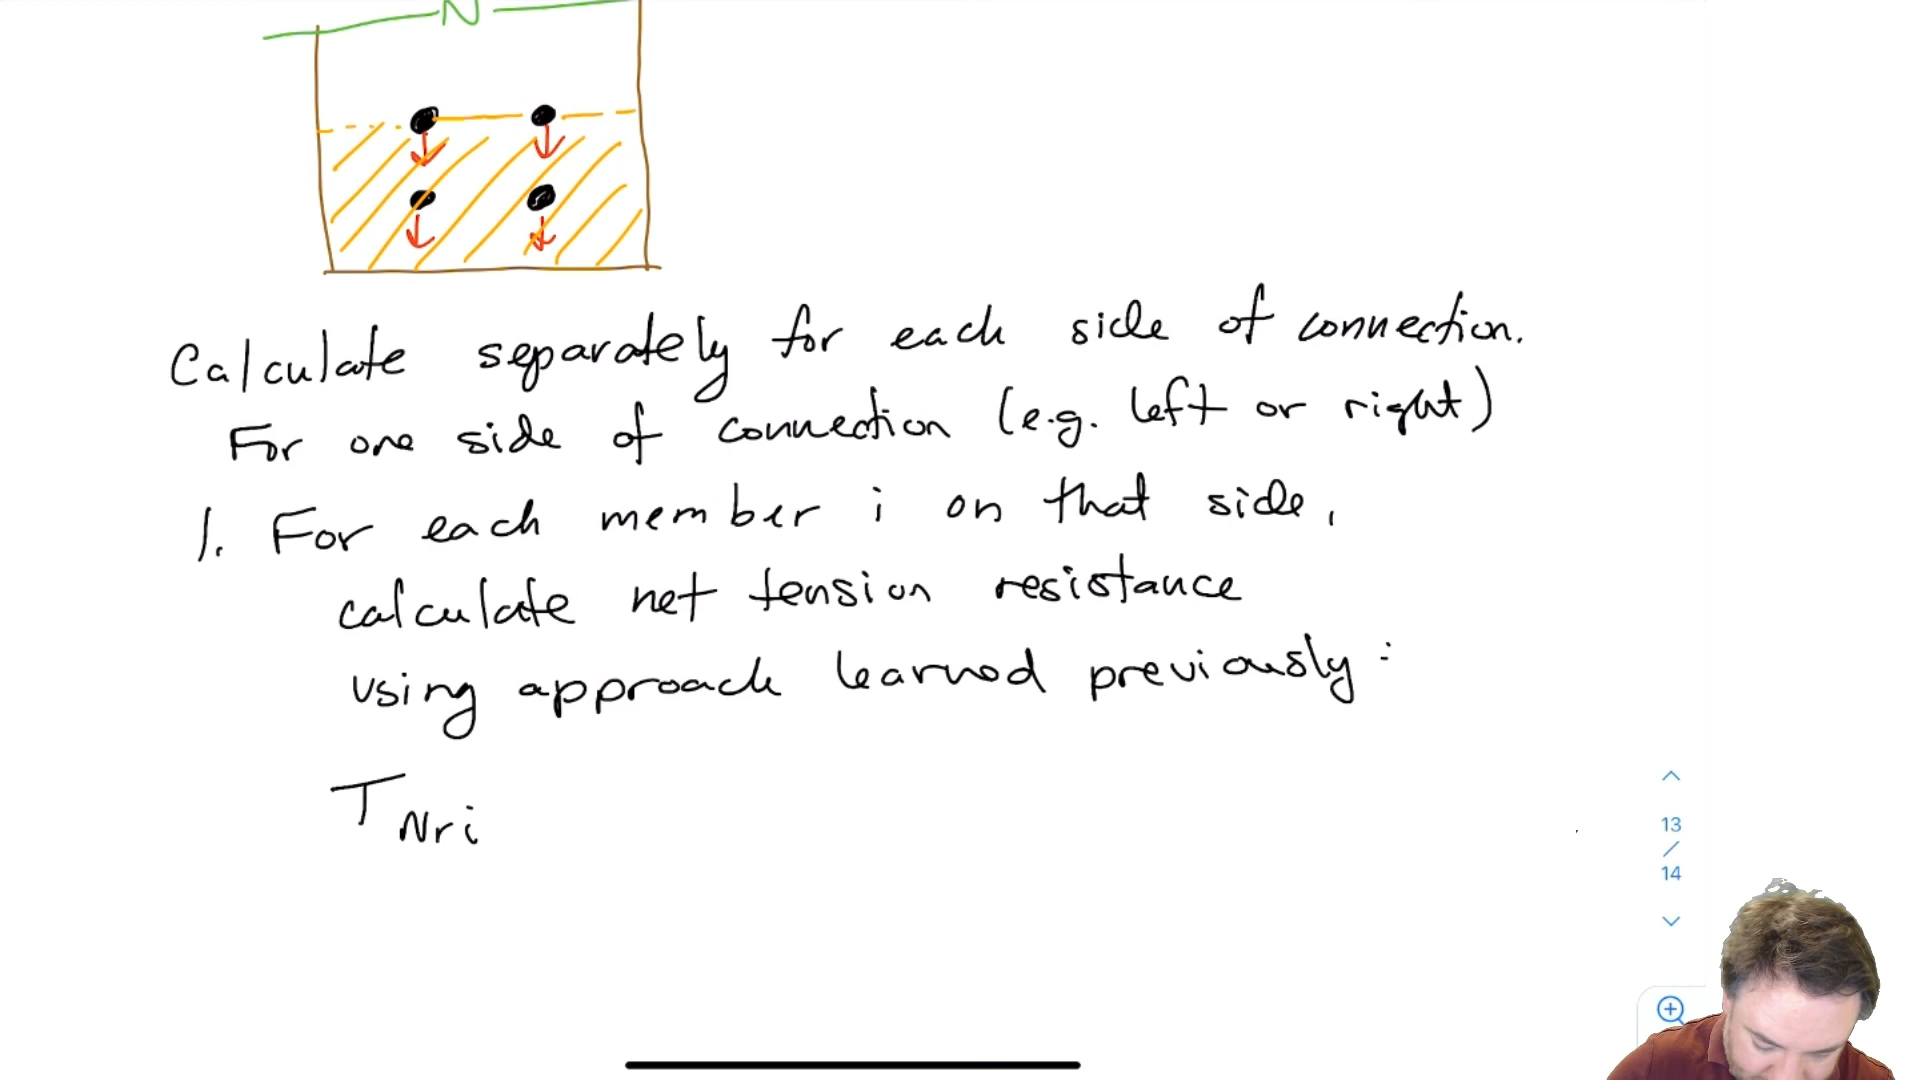 N
Calculate separately for each side of connection.
For one side of connection (e.g. left or right)
1. For each member i on that side,
calculate net tension resistance
using approach learned previously:
TNri
13
/
14